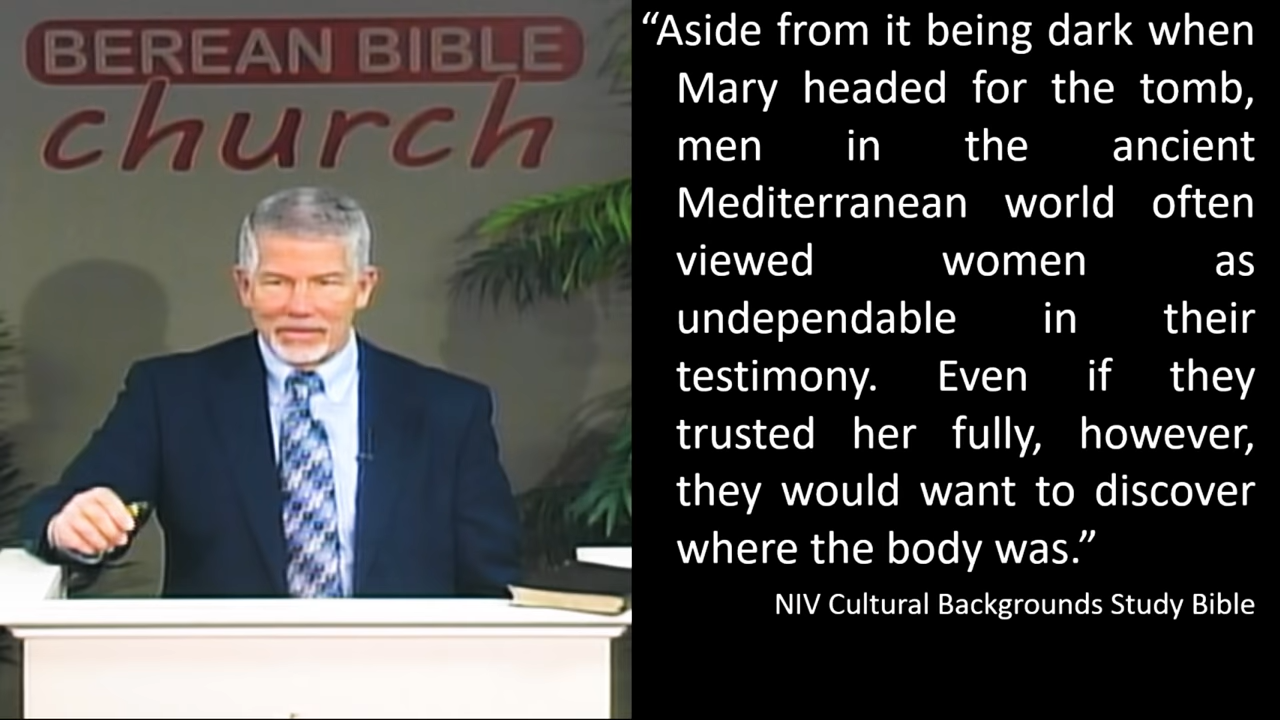 BEREAN BIBLE
church
“Aside from it being dark when
Mary headed for the tomb,
men in the ancient
Mediterranean world often
viewed women as
undependable in their
testimony. Even if they
trusted her fully, however,
they would want to discover
where the body was.”
NIV Cultural Backgrounds Study Bible